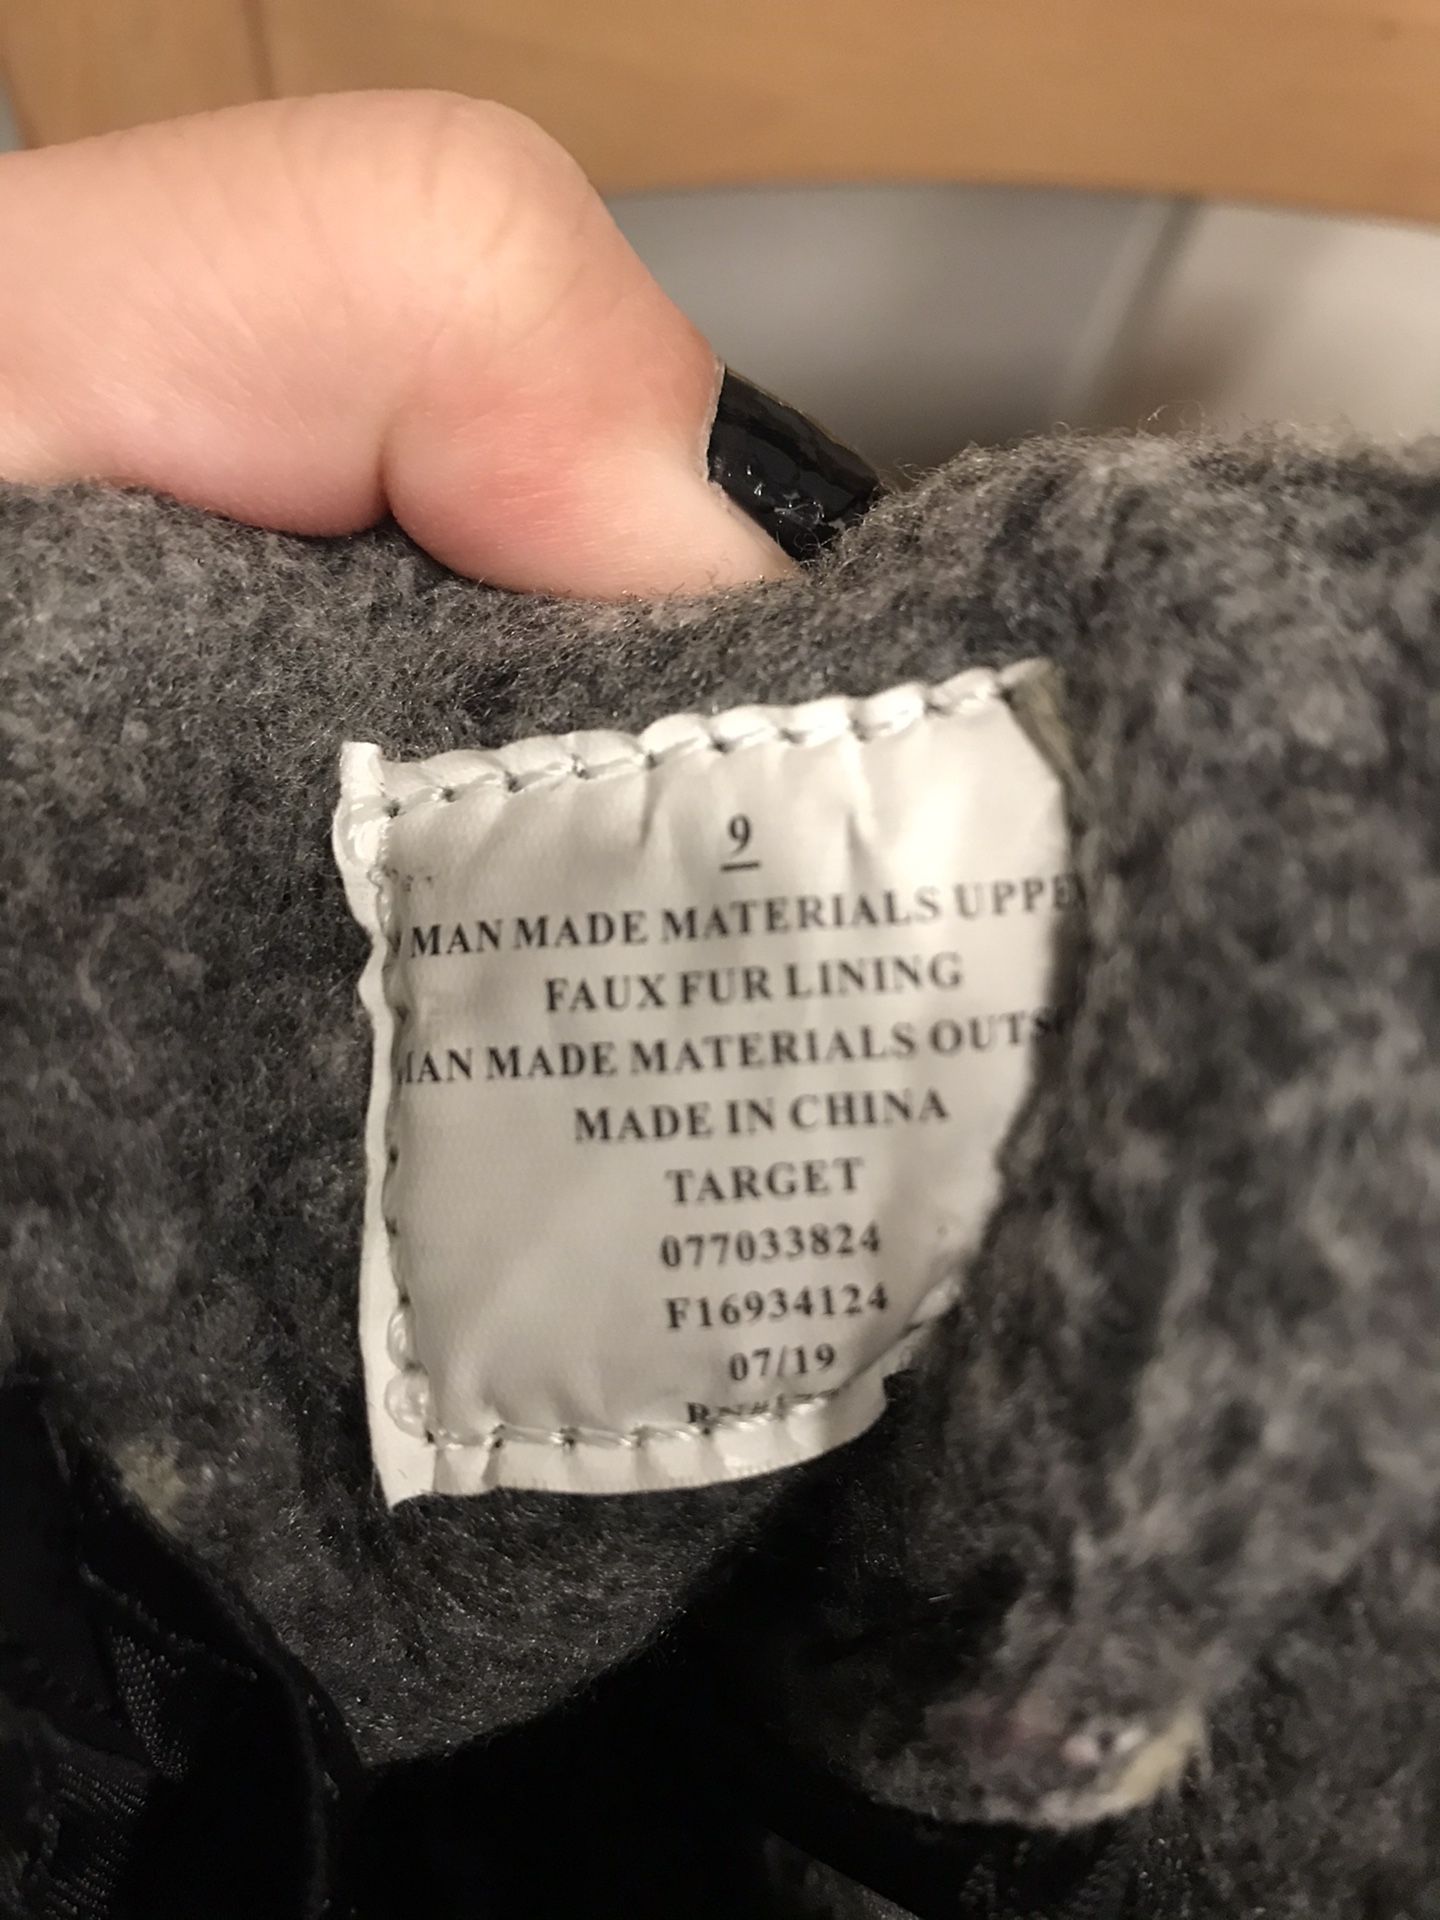 9
MAN MADE MATERIALS UPPE
FAUX FUR LINING
MAN MADE MATERIALS OUTS
MADE IN CHINA
TARGET
077033824
F16934124
07/19